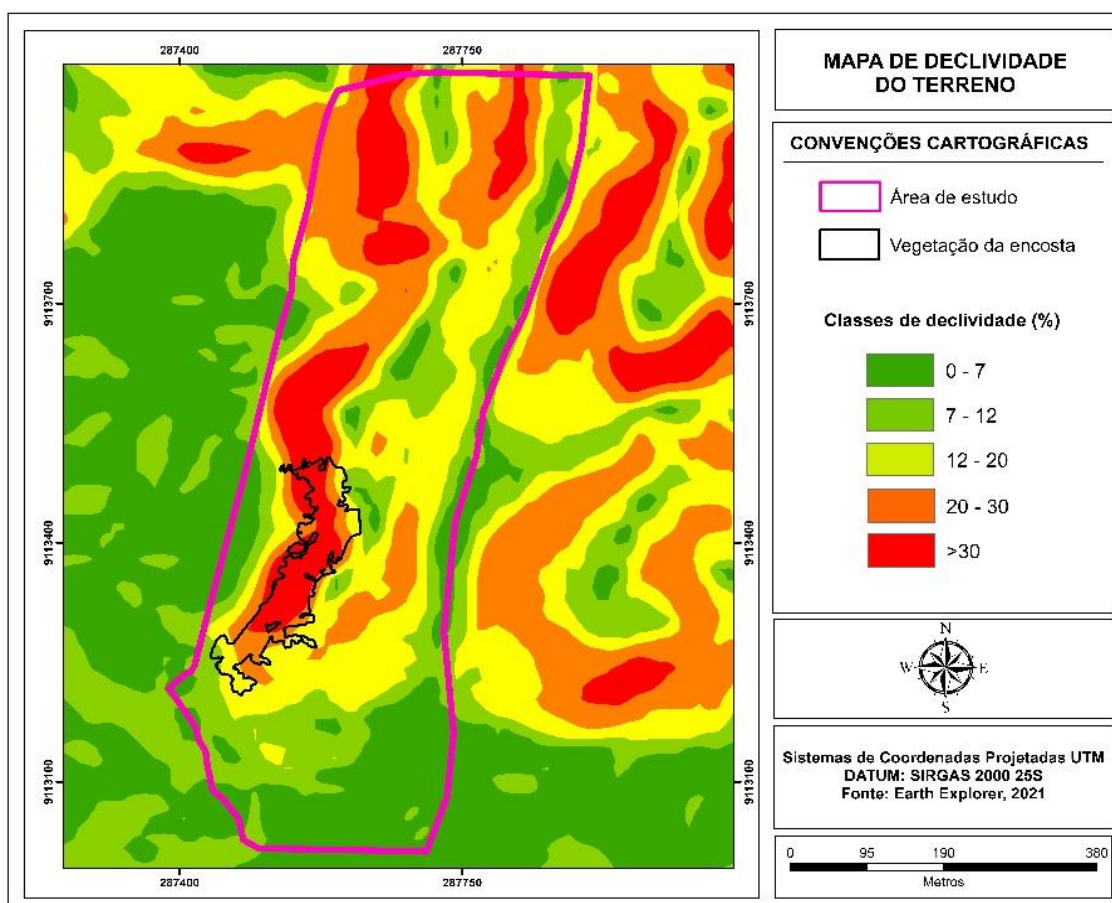 287400
287750
9113700
9113400
9113100
9113700
9113400
9113100
287400
287750
MAPA DE DECLIVIDADE
DO TERRENO
CONVENÇÕES CARTOGRÁFICAS
Área de estudo
Vegetação da encosta
Classes de declividade (%)
0 - 7
7 - 12
12 - 20
20 - 30
>30
N
W
E
S
Sistemas de Coordenadas Projetadas UTM
DATUM: SIRGAS 2000 25S
Fonte: Earth Explorer, 2021
0 95 190 380
Metros